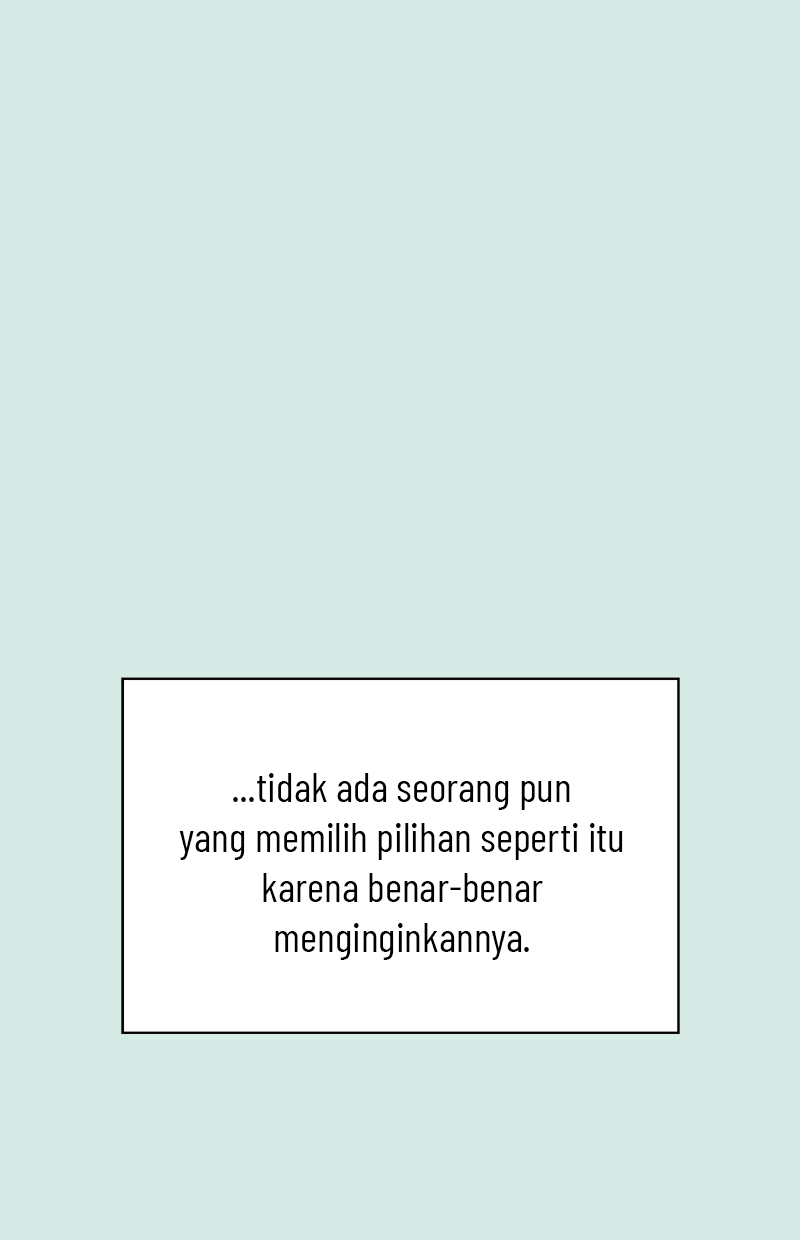 ...tidak ada seorang pun
yang memilih pilihan seperti itu
karena benar-benar
menginginkannya.